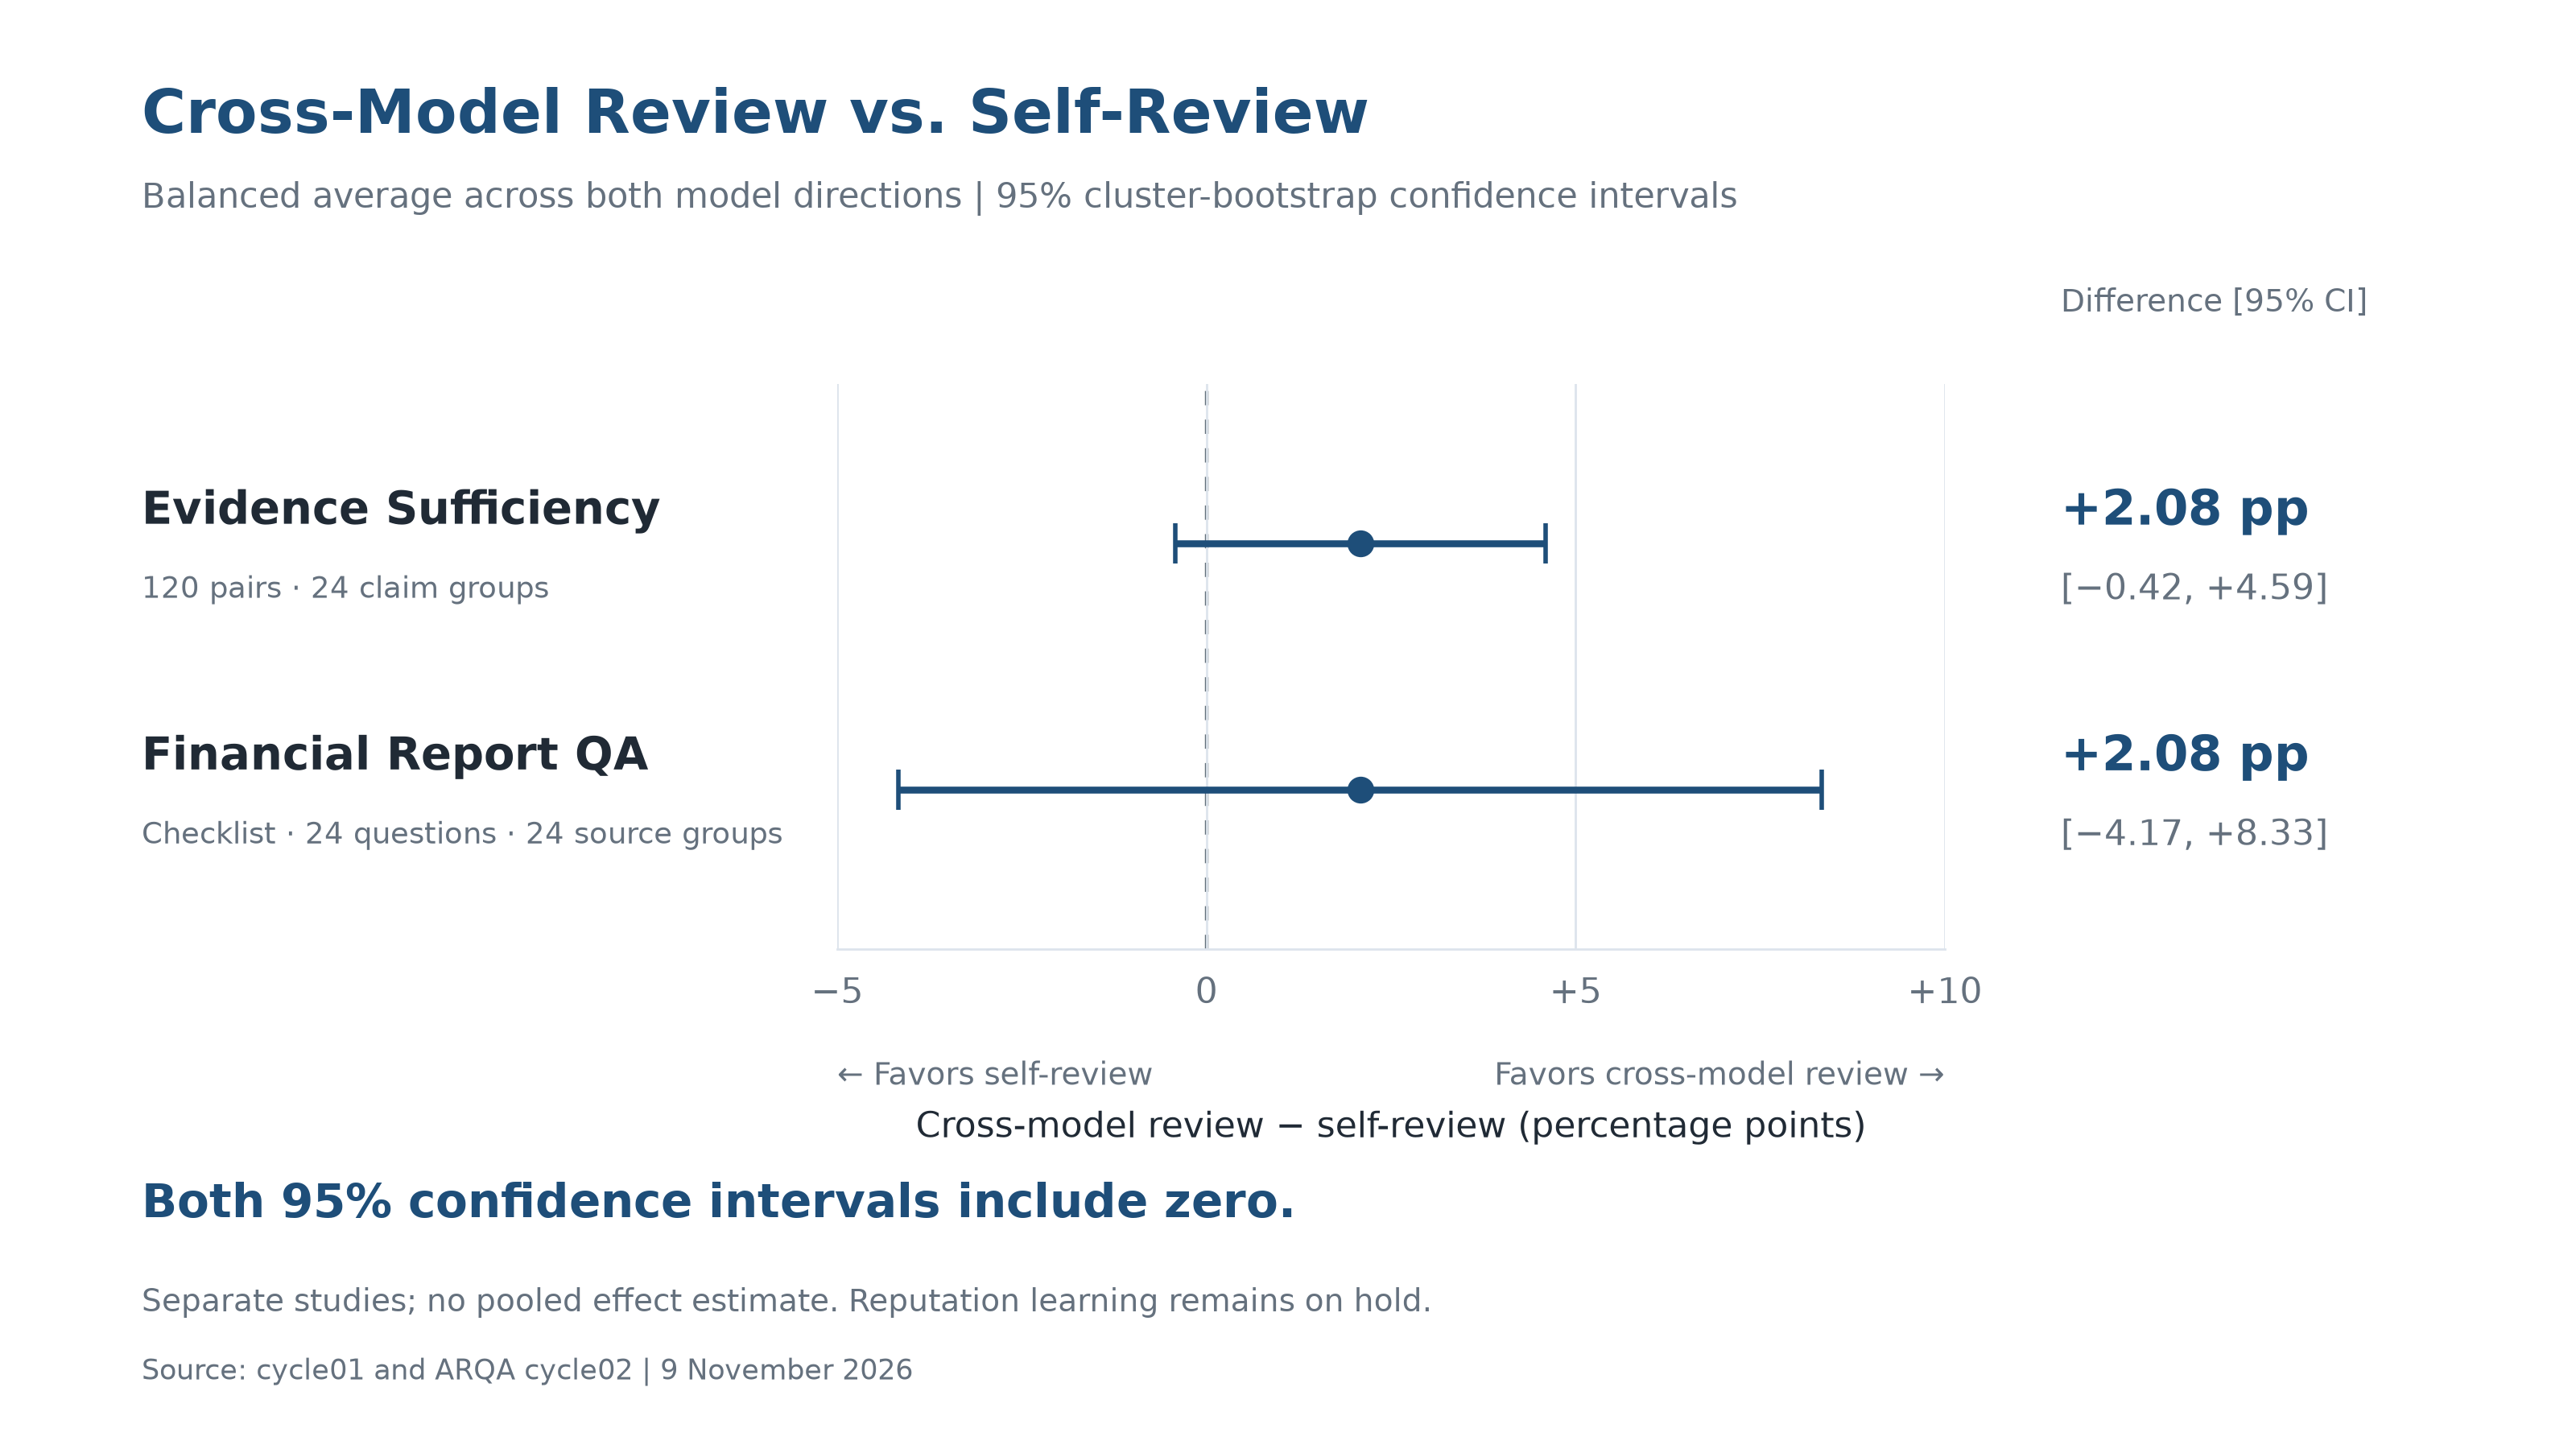 Cross-Model Review vs. Self-Review
Balanced average across both model directions | 95% cluster-bootstrap confidence intervals
Difference [95% CI]
Evidence Sufficiency
+2.08 pp
120 pairs · 24 claim groups
[−0.42, +4.59]
Financial Report QA
+2.08 pp
Checklist · 24 questions · 24 source groups
[−4.17, +8.33]
−5 0 +5 +10
← Favors self-review Favors cross-model review →
Cross-model review − self-review (percentage points)
Both 95% confidence intervals include zero.
Separate studies; no pooled effect estimate. Reputation learning remains on hold.
Source: cycle01 and ARQA cycle02 | 9 November 2026